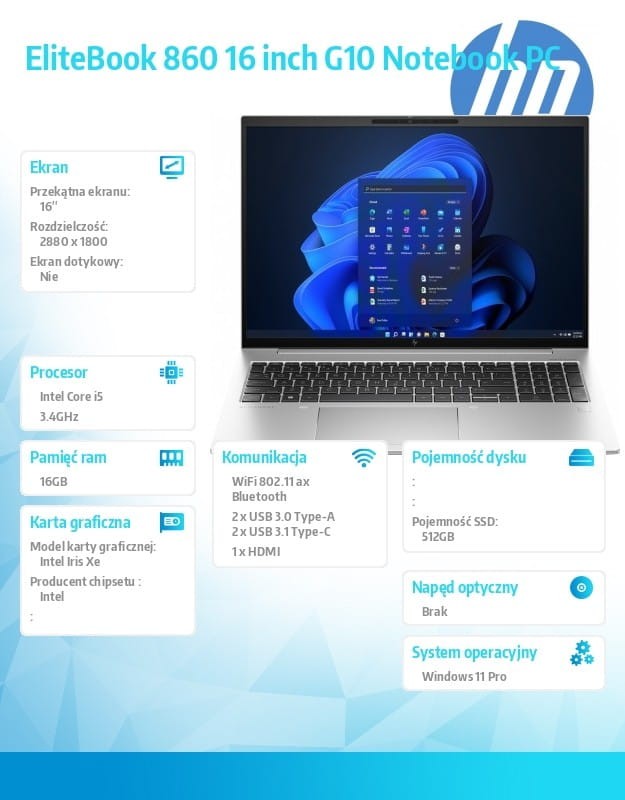 EliteBook 860 16 inch G10 Notebook PC
hp
Ekran
Przekątna ekranu:
16"
Rozdzielczość:
2880 x 1800
Ekran dotykowy:
Nie
Procesor
Intel Core i5
3.4GHz
Pamięć ram
16GB
Karta graficzna
Model karty graficznej:
Intel Iris Xe
Producent chipsetu :
Intel
:
Komunikacja
WiFi 802.11 ax
Bluetooth
2 x USB 3.0 Type-A
2 x USB 3.1 Type-C
1 x HDMI
Pojemność dysku
:
:
Pojemność SSD:
512GB
Napęd optyczny
Brak
System operacyjny
Windows 11 Pro